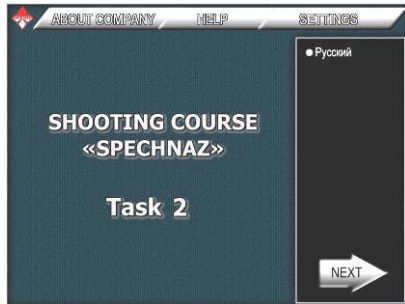 ABOUT COMPANY HELP SETTINGS
SHOOTING COURSE
«SPECHNAZ»
Task 2
Русский
NEXT